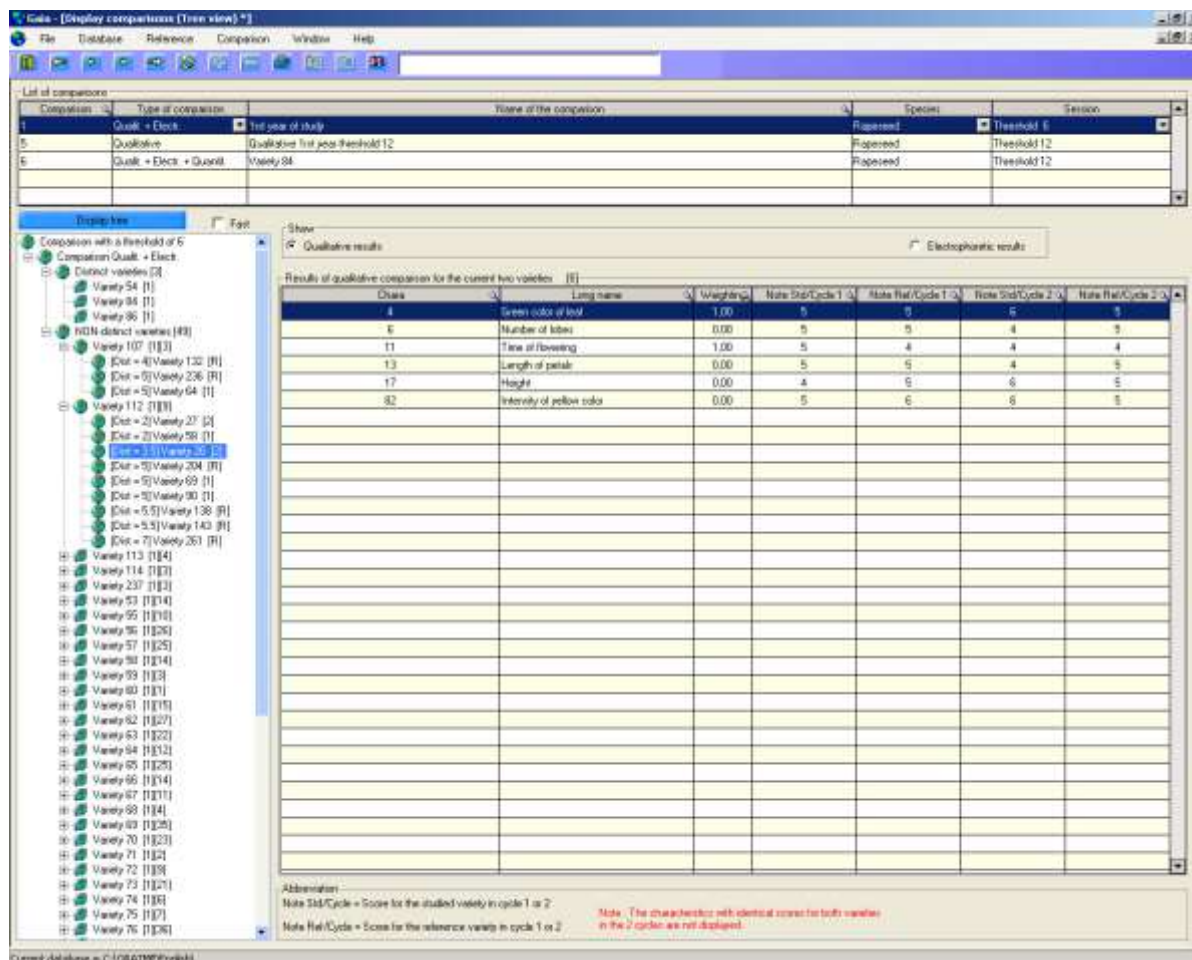 Gaia - [Display comparisons (Tree view) *]
File Database Reference Comparison Window Help
List of comparisons
Comparison Type of comparison Name of the comparison Species Session
1 Qualit. + Electr. 1rst year of study Rapeseed Threshold 6
5 Qualitative Qualitative first year threshold 12 Rapeseed Threshold 12
6 Qualit. + Electr. + Quantit. Variety 84 Rapeseed Threshold 12
Display tree Fast
Show
Qualitative results Electrophoretic results
Comparison with a threshold of 6
Comparison Qualit. + Electr.
Distinct varieties [3]
Variety 54 [1]
Variety 84 [1]
Variety 86 [1]
NON-distinct varieties [49]
Variety 107 [1][3]
[Dist = 4] Variety 132 [R]
[Dist = 5] Variety 236 [R]
[Dist = 5] Variety 64 [1]
Variety 112 [1][9]
[Dist = 2] Variety 27 [2]
[Dist = 2] Variety 58 [1]
[Dist = 3.5] Variety 26 [2]
[Dist = 5] Variety 204 [R]
[Dist = 5] Variety 69 [1]
[Dist = 5] Variety 90 [1]
[Dist = 5.5] Variety 138 [R]
[Dist = 5.5] Variety 143 [R]
[Dist = 7] Variety 261 [R]
Variety 113 [1][4]
Variety 114 [1][3]
Variety 237 [1][3]
Variety 53 [1][14]
Variety 55 [1][10]
Variety 56 [1][26]
Variety 57 [1][25]
Variety 58 [1][14]
Variety 59 [1][3]
Variety 60 [1][1]
Variety 61 [1][15]
Variety 62 [1][27]
Variety 63 [1][22]
Variety 64 [1][12]
Variety 65 [1][25]
Variety 66 [1][14]
Variety 67 [1][11]
Variety 68 [1][4]
Variety 69 [1][35]
Variety 70 [1][23]
Variety 71 [1][2]
Variety 72 [1][9]
Variety 73 [1][21]
Variety 74 [1][6]
Variety 75 [1][7]
Variety 76 [1][36]
Results of qualitative comparison for the current two varieties [6]
Chara Long name Weighting Note Std/Cycle 1 Note Ref/Cycle 1 Note Std/Cycle 2 Note Ref/Cycle 2
4 Green color of leaf 1,00 5 5 6 5
6 Number of lobes 0,00 5 5 4 5
11 Time of flowering 1,00 5 4 4 4
13 Length of petals 0,00 5 5 4 5
17 Height 0,00 4 5 6 5
82 Intensity of yellow color 0,00 5 6 6 5
Abbreviation
Note Std/Cycle = Score for the studied variety in cycle 1 or 2
Note Ref/Cycle = Score for the reference variety in cycle 1 or 2
Note : The characteristics with identical scores for both varieties
in the 2 cycles are not displayed.
Current database =